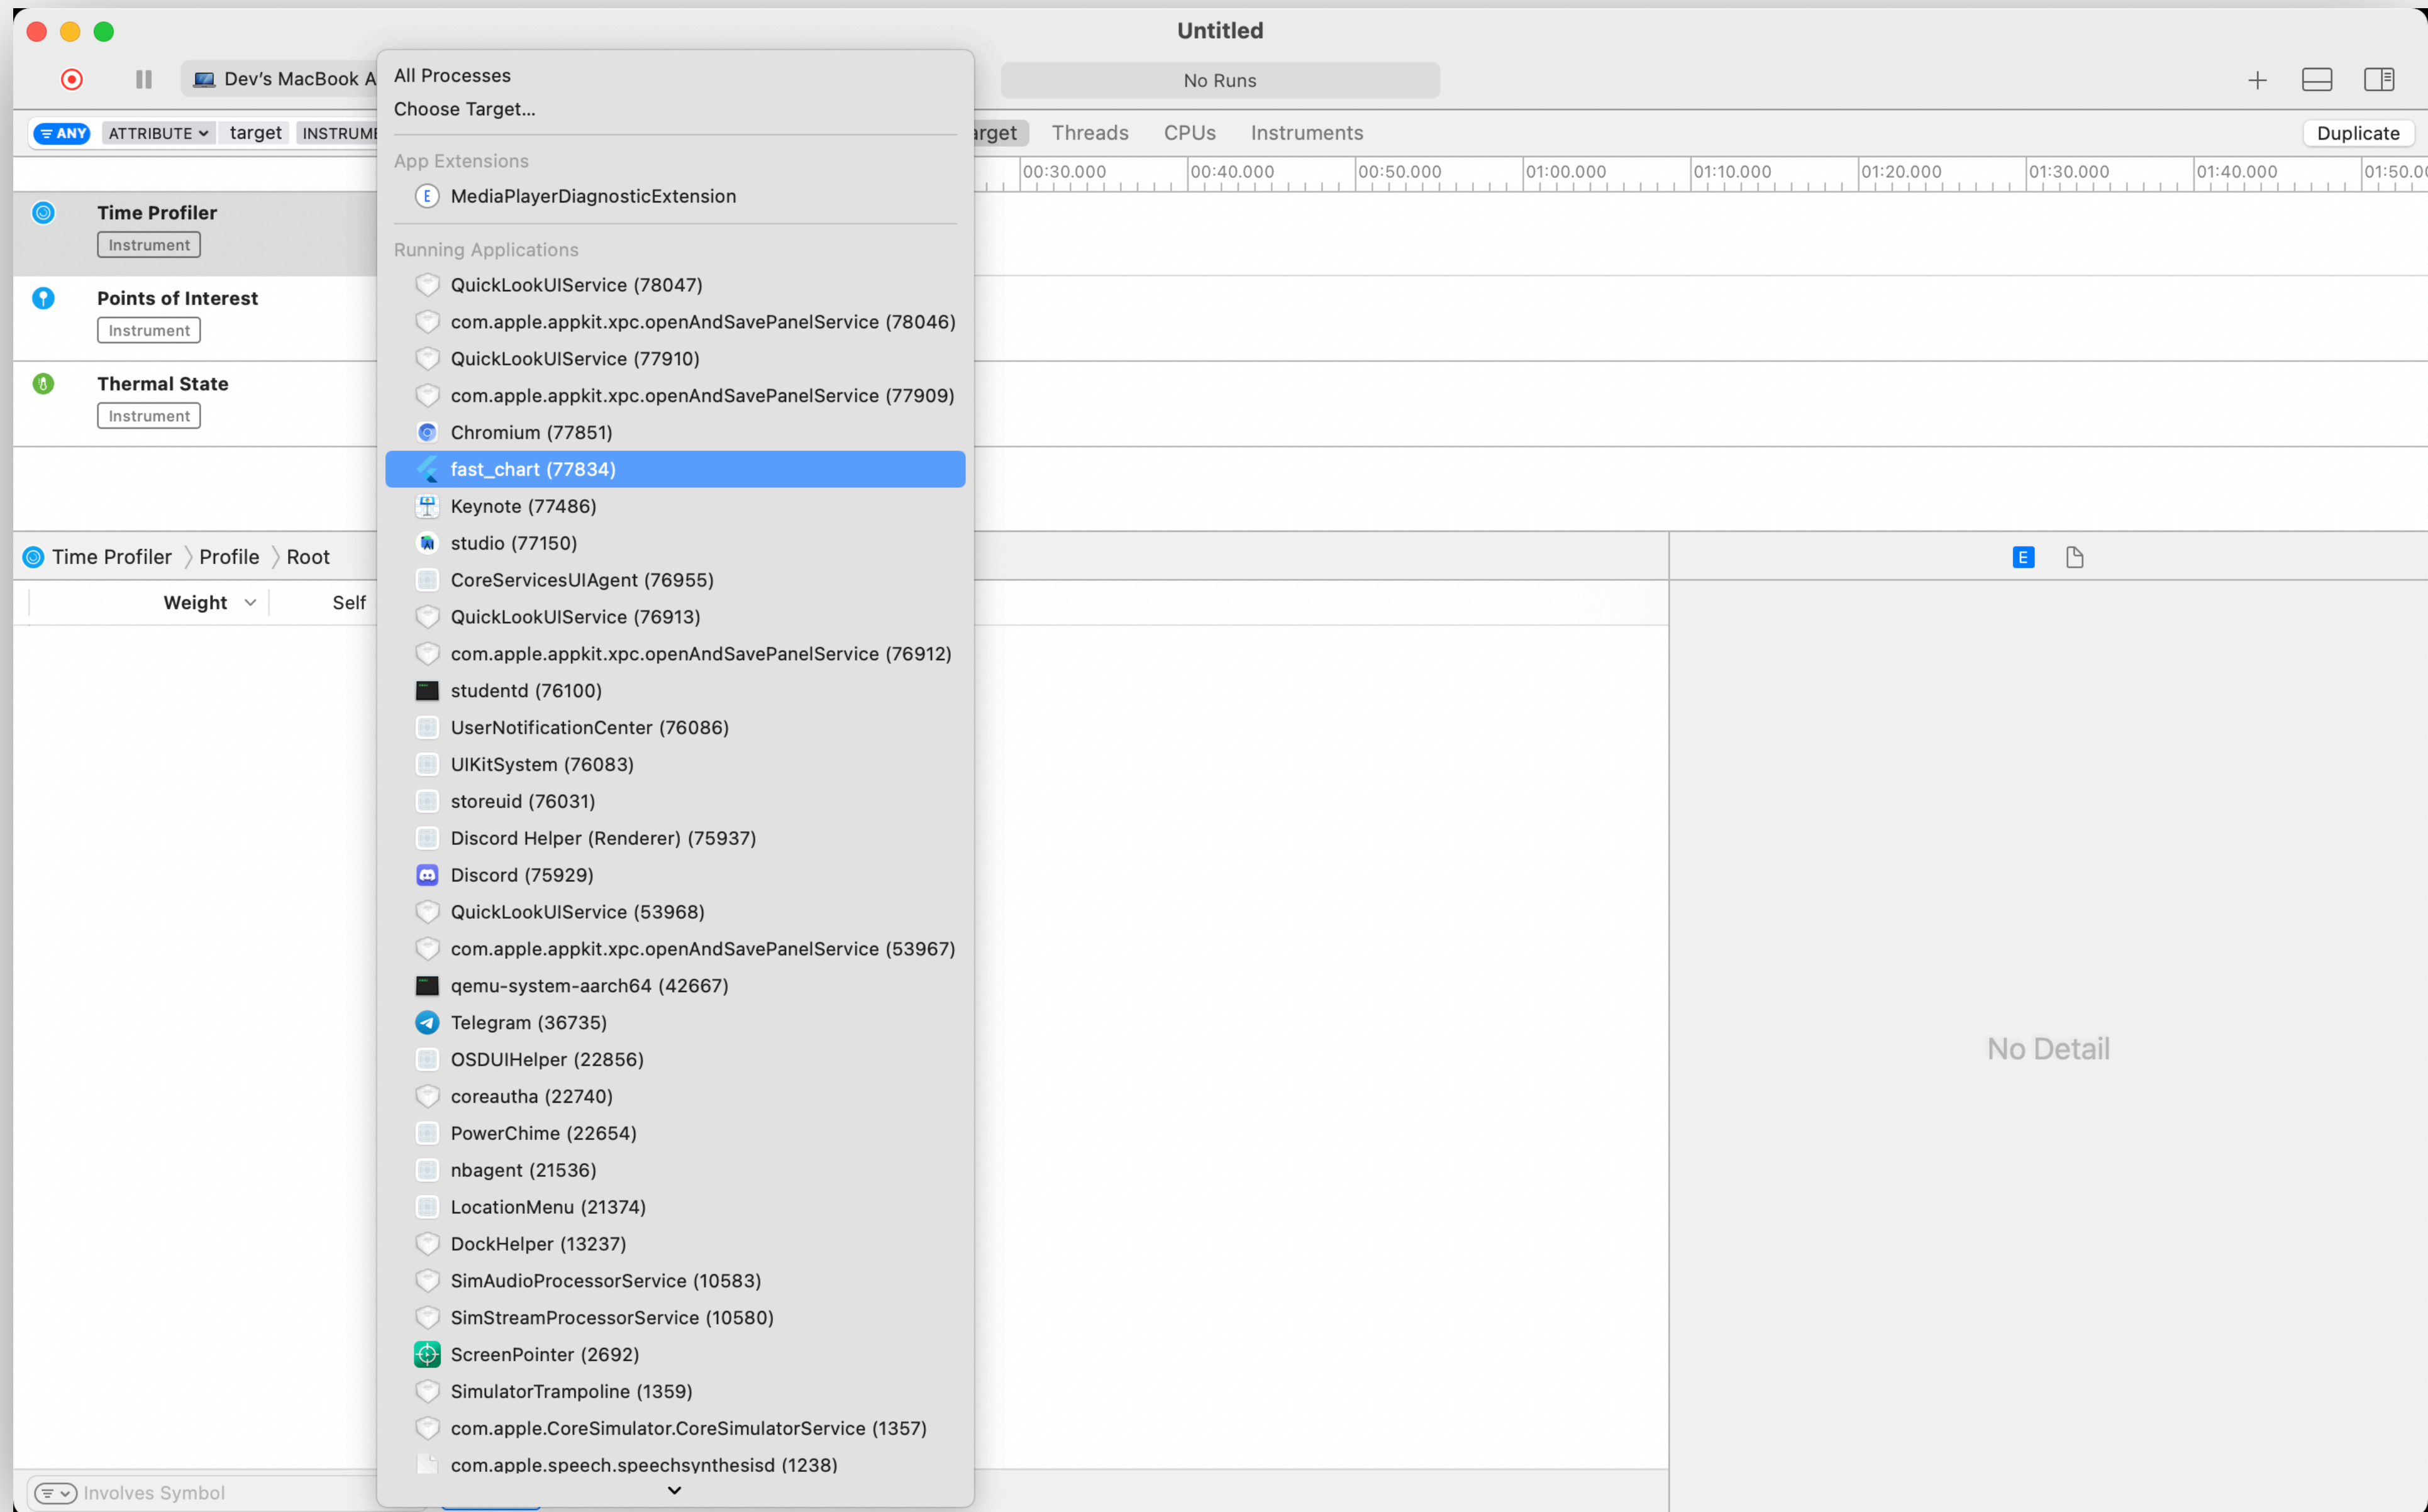 Untitled
Dev's MacBook A
No Runs
ANY ATTRIBUTE target INSTRUME
arget Threads CPUs Instruments Duplicate
00:30.000 00:40.000 00:50.000 01:00.000 01:10.000 01:20.000 01:30.000 01:40.000 01:50.0
Time Profiler
Instrument
Points of Interest
Instrument
Thermal State
Instrument
Time Profiler Profile Root
E
Weight Self
No Detail
Involves Symbol
All Processes
Choose Target...
App Extensions
E MediaPlayerDiagnosticExtension
Running Applications
QuickLookUIService (78047)
com.apple.appkit.xpc.openAndSavePanelService (78046)
QuickLookUIService (77910)
com.apple.appkit.xpc.openAndSavePanelService (77909)
Chromium (77851)
fast_chart (77834)
Keynote (77486)
studio (77150)
CoreServicesUIAgent (76955)
QuickLookUIService (76913)
com.apple.appkit.xpc.openAndSavePanelService (76912)
studentd (76100)
UserNotificationCenter (76086)
UIKitSystem (76083)
storeuid (76031)
Discord Helper (Renderer) (75937)
Discord (75929)
QuickLookUIService (53968)
com.apple.appkit.xpc.openAndSavePanelService (53967)
qemu-system-aarch64 (42667)
Telegram (36735)
OSDUIHelper (22856)
coreautha (22740)
PowerChime (22654)
nbagent (21536)
LocationMenu (21374)
DockHelper (13237)
SimAudioProcessorService (10583)
SimStreamProcessorService (10580)
ScreenPointer (2692)
SimulatorTrampoline (1359)
com.apple.CoreSimulator.CoreSimulatorService (1357)
com.apple.speech.speechsynthesisd (1238)